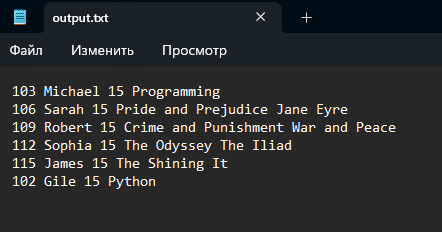 output.txt
Файл Изменить Просмотр
103 Michael 15 Programming
106 Sarah 15 Pride and Prejudice Jane Eyre
109 Robert 15 Crime and Punishment War and Peace
112 Sophia 15 The Odyssey The Iliad
115 James 15 The Shining It
102 Gile 15 Python